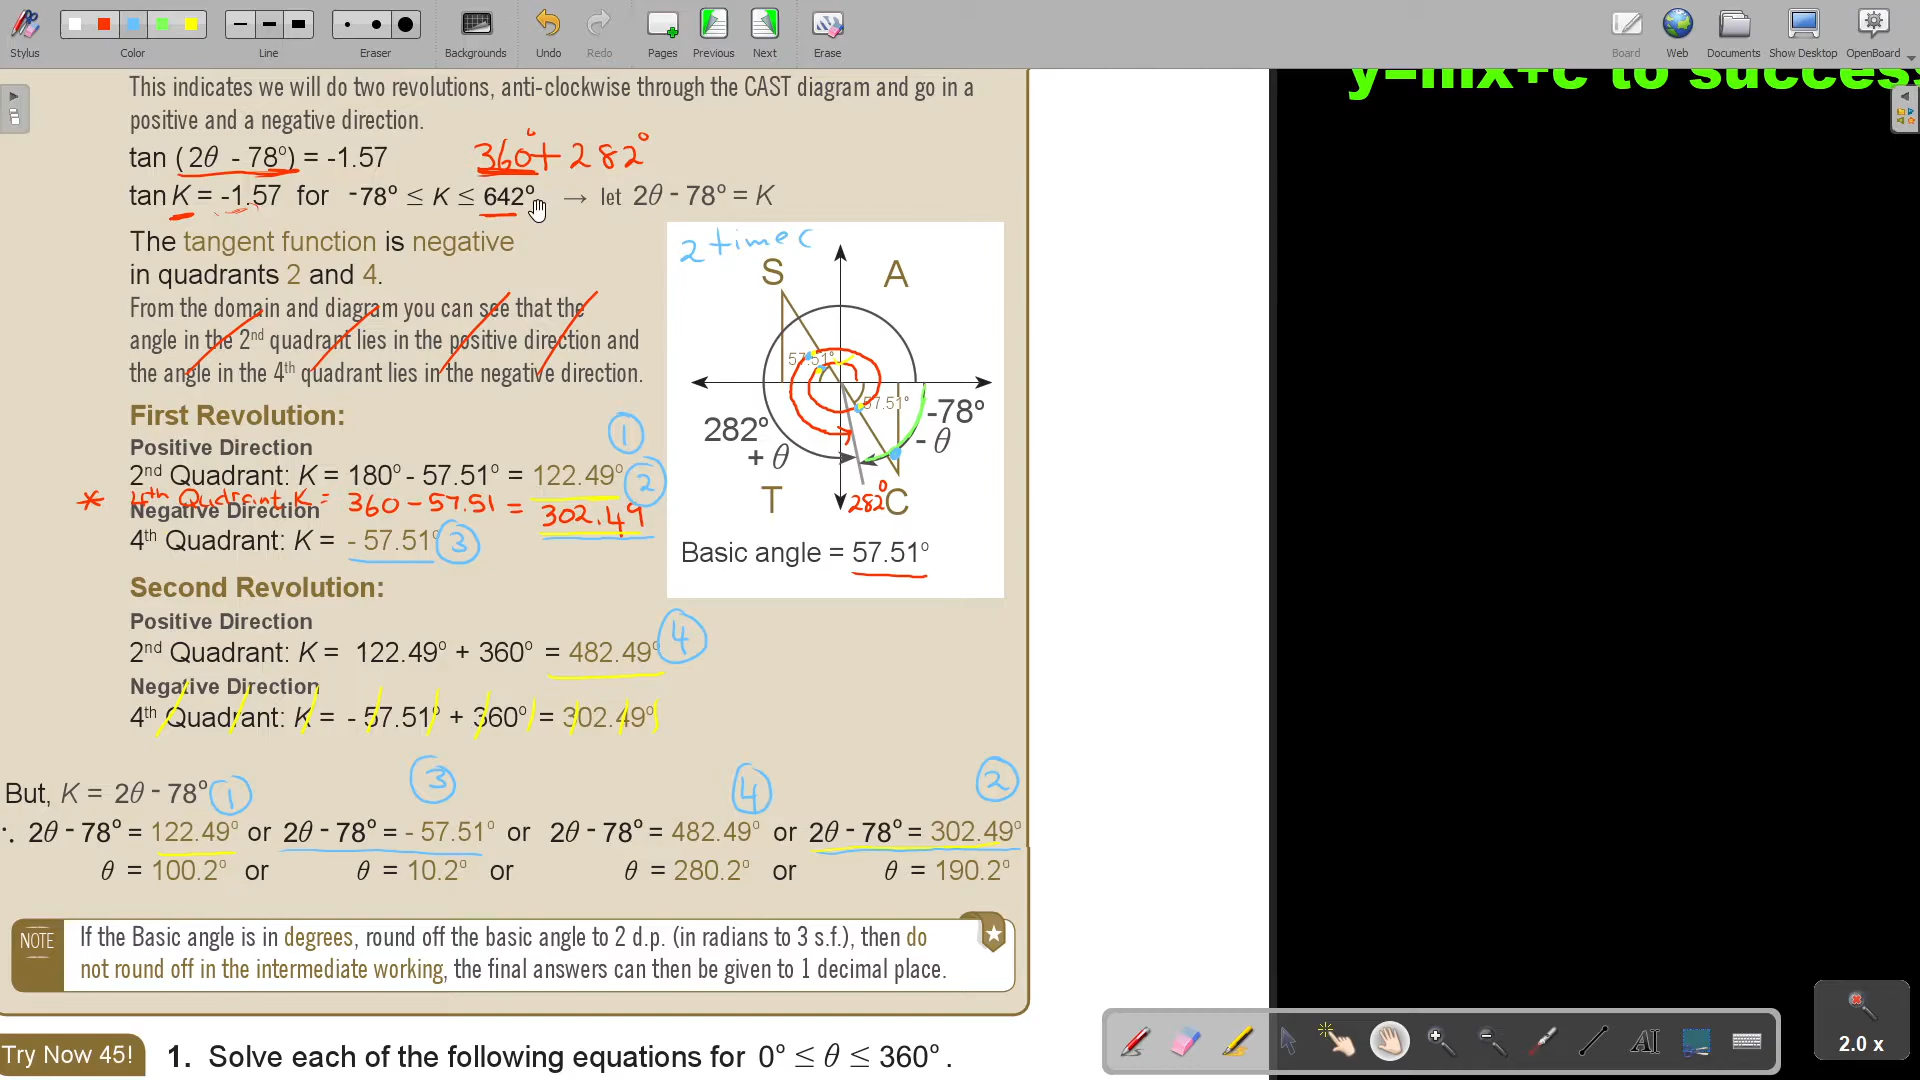 Stylus Color Line Eraser Backgrounds Undo Redo Pages Previous Next Erase Board Web Documents Show Desktop OpenBoard
y=mx+c to success
This indicates we will do two revolutions, anti-clockwise through the CAST diagram and go in a
positive and a negative direction.
tan (2θ - 78°) = -1.57
360° + 282°
tan K = -1.57 for -78° ≤ K ≤ 642° → let 2θ - 78° = K
The tangent function is negative
in quadrants 2 and 4.
From the domain and diagram you can see that the
angle in the 2nd quadrant lies in the positive direction and
the angle in the 4th quadrant lies in the negative direction.
2 time
S A
57.51°
57.51°
282° + θ
-78° - θ
T 282° C
Basic angle = 57.51°
First Revolution:
Positive Direction
1
2nd Quadrant: K = 180° - 57.51° = 122.49°
2
* 4th Quadrant K = 360 - 57.51 = 302.49
Negative Direction
4th Quadrant: K = - 57.51° 3
Second Revolution:
Positive Direction
2nd Quadrant: K = 122.49° + 360° = 482.49° 4
Negative Direction
4th Quadrant: K = - 57.51° + 360° = 302.49°
But, K = 2θ - 78° 1 3 4 2
∴ 2θ - 78° = 122.49° or 2θ - 78° = - 57.51° or 2θ - 78° = 482.49° or 2θ - 78° = 302.49°
θ = 100.2° or θ = 10.2° or θ = 280.2° or θ = 190.2°
NOTE
If the Basic angle is in degrees, round off the basic angle to 2 d.p. (in radians to 3 s.f.), then do
not round off in the intermediate working, the final answers can then be given to 1 decimal place.
Try Now 45! 1. Solve each of the following equations for 0° ≤ θ ≤ 360°.
2.0 x